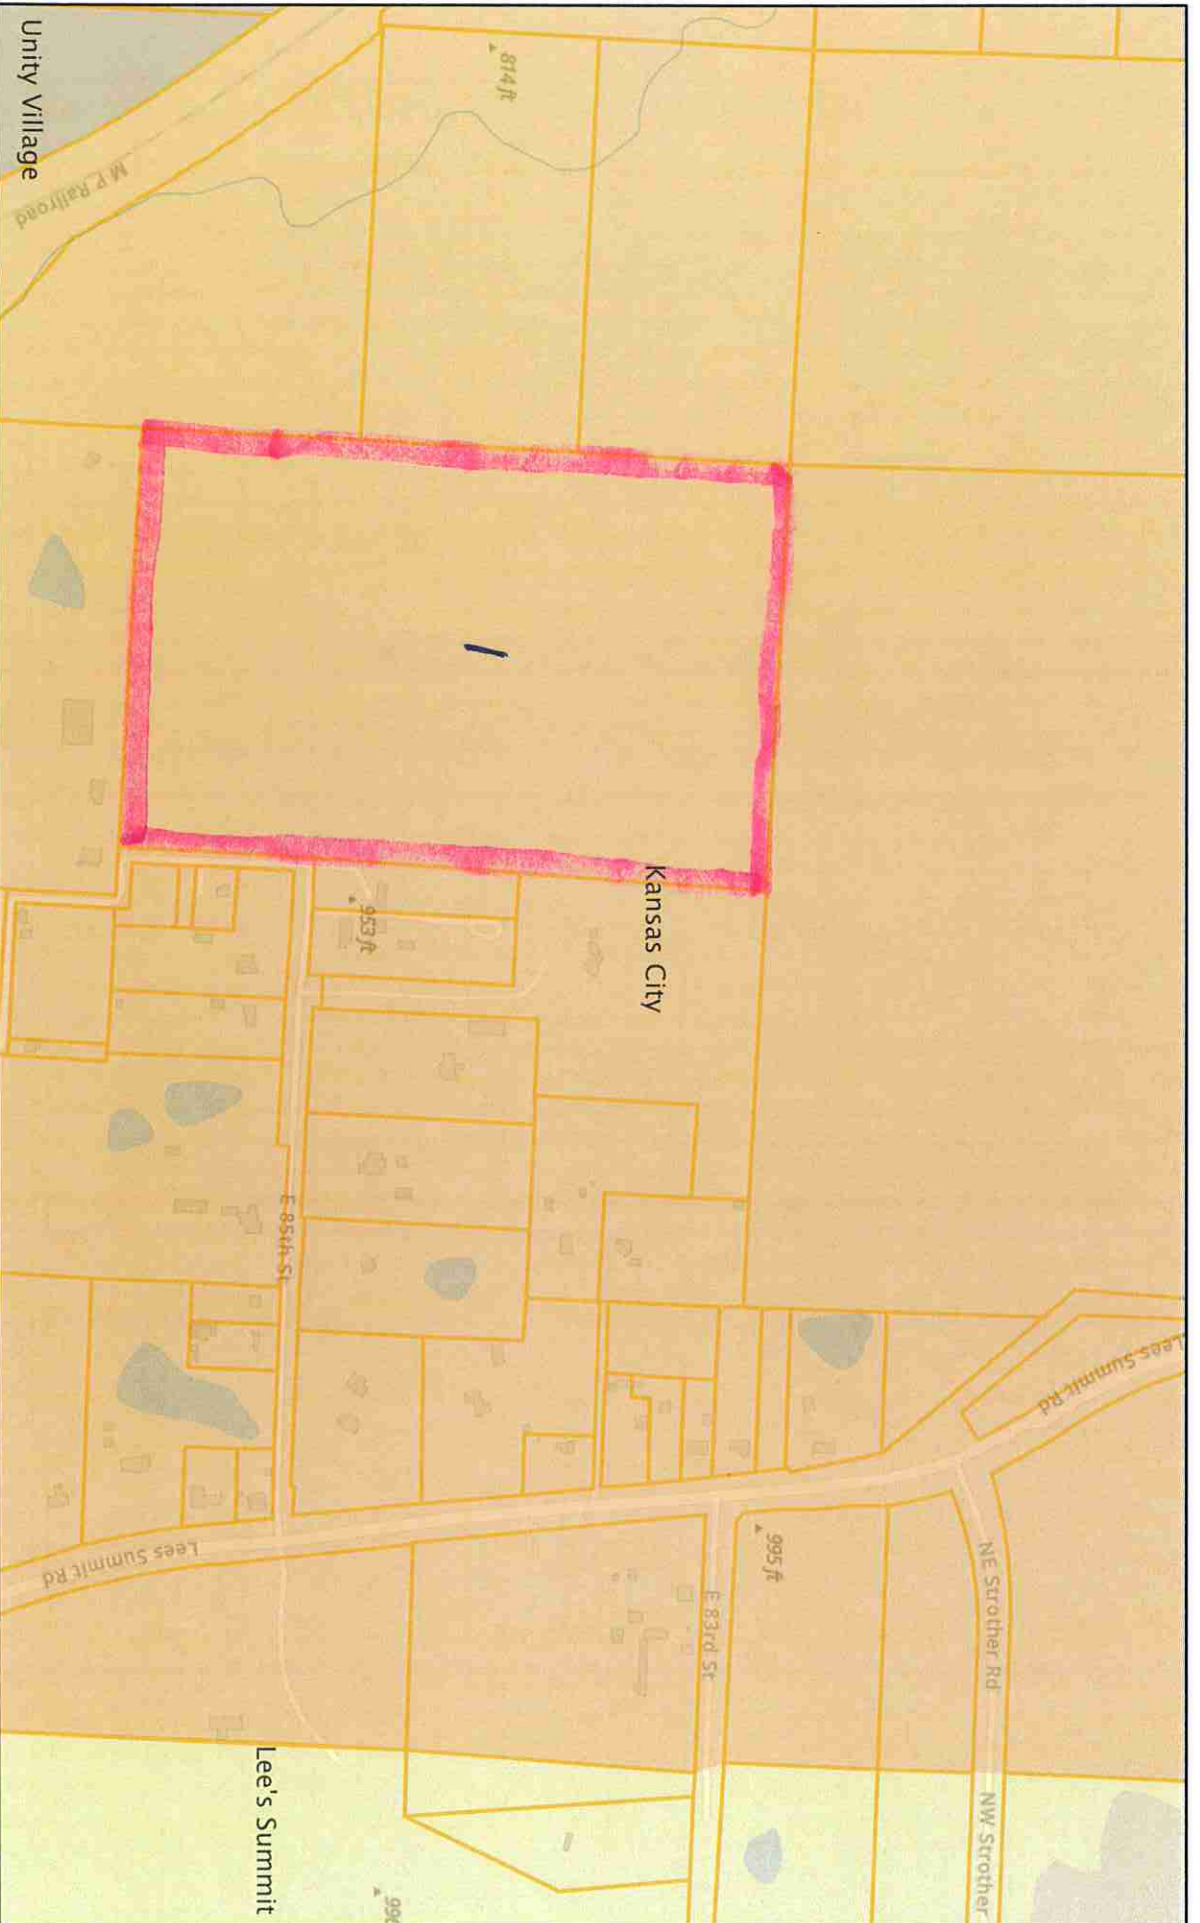 Lees Summit Rd
NE Strother Rd
NW Strother
995 ft
E 83rd St
Kansas City
814 ft
1
953 ft
E 85th St
Lee's Summit
Lees Summit Rd
M P Railroad
Unity Village